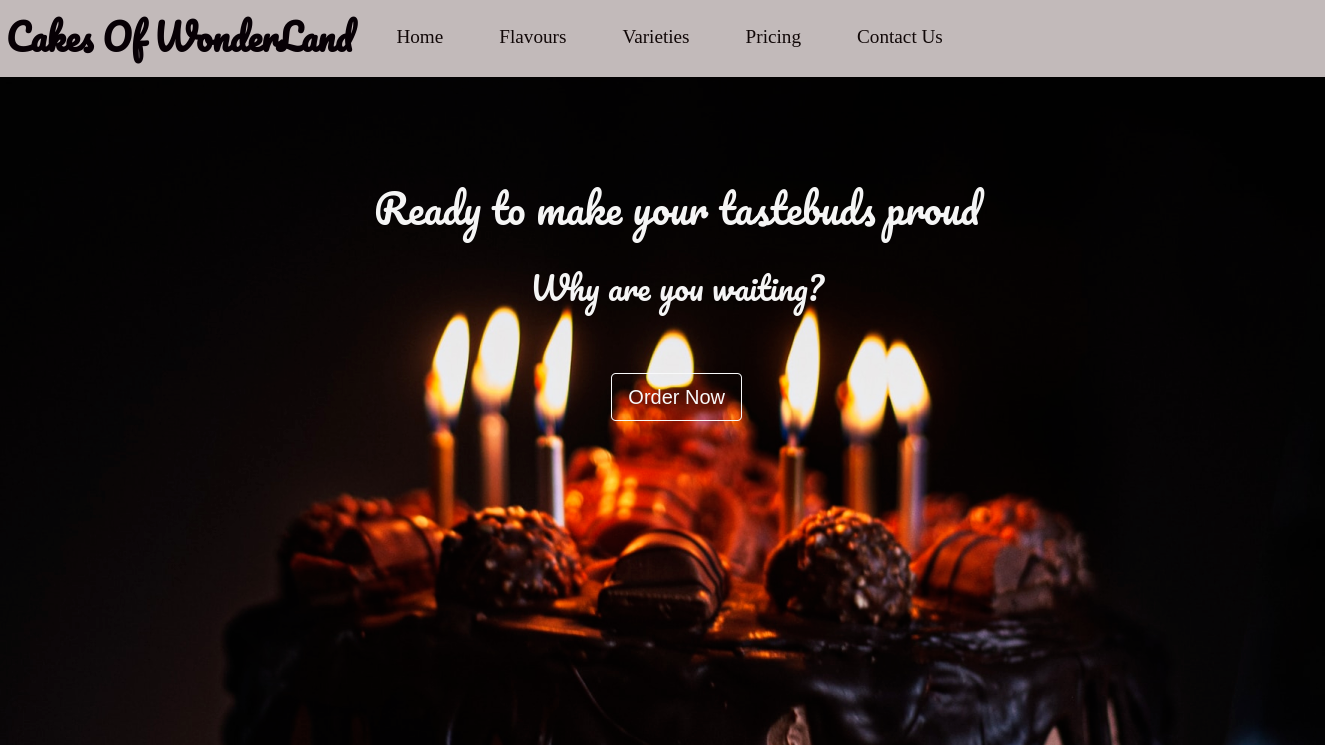 Cakes Of WonderLand
Home
Flavours
Varieties
Pricing
Contact Us
Ready to make your tastebuds proud
Why are you waiting?
Order Now